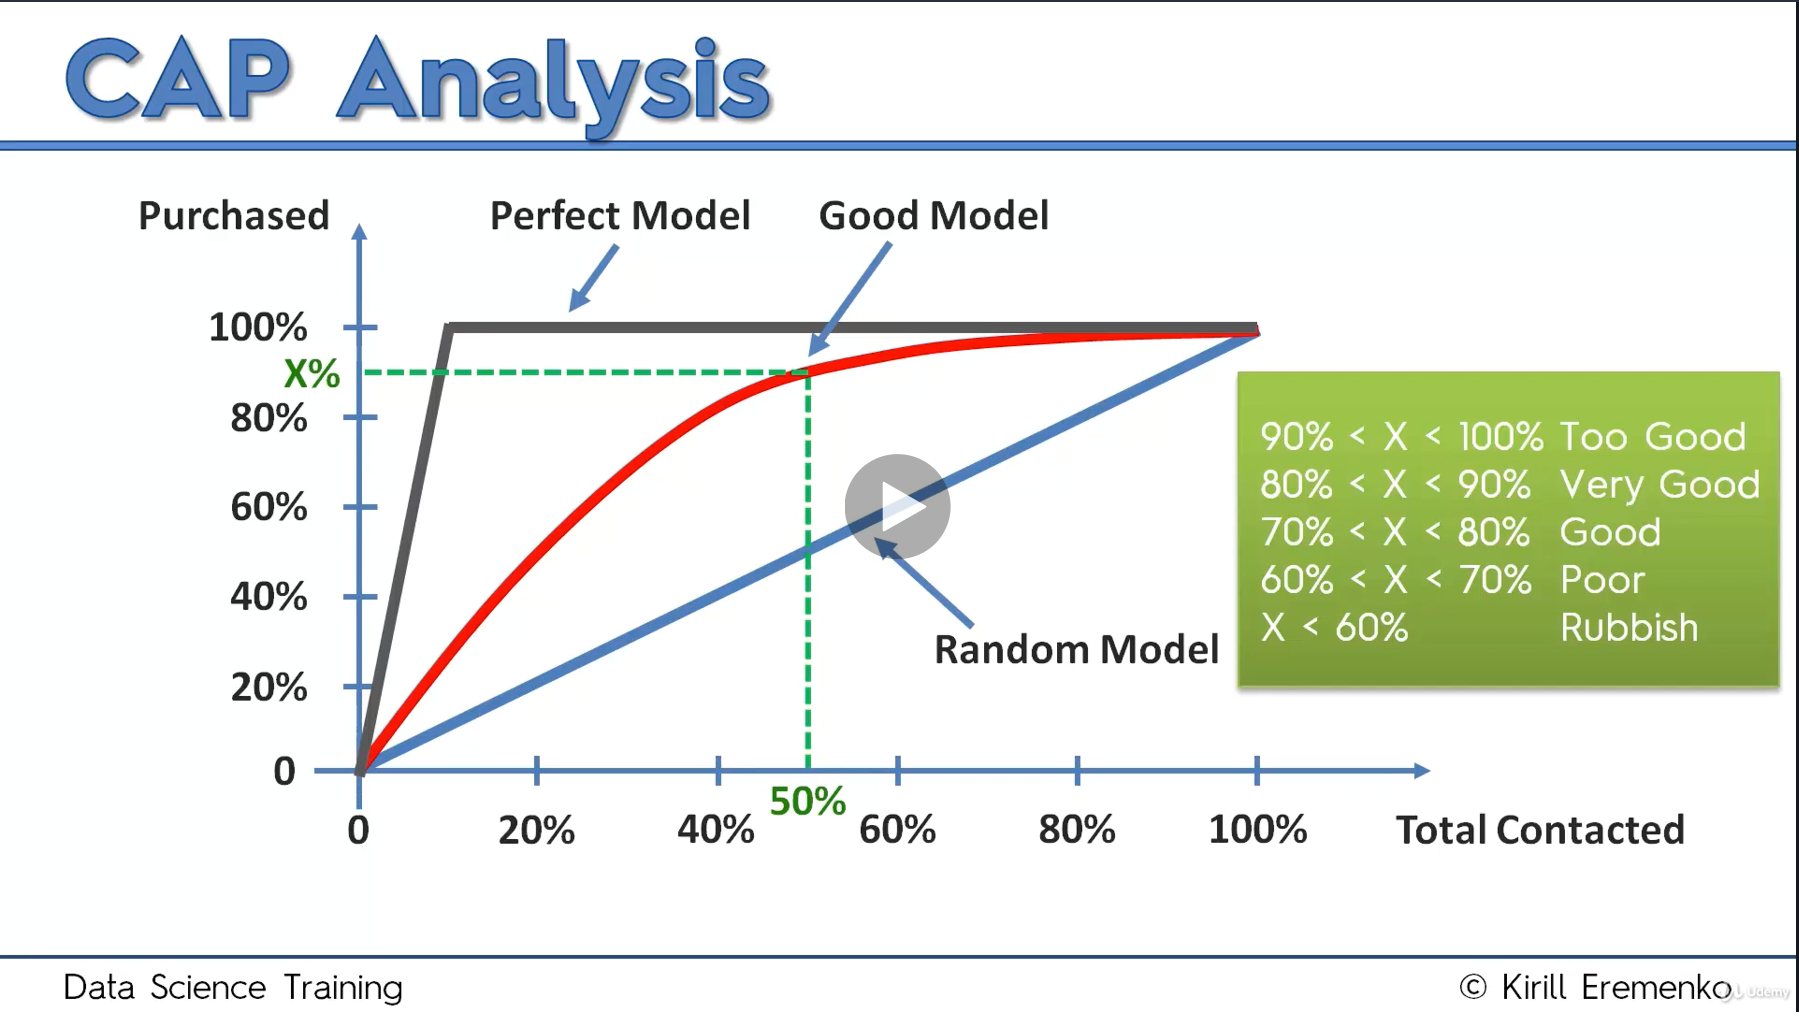 CAP Analysis
Purchased
Perfect Model
Good Model
100%
X%
80%
60%
40%
20%
0
Random Model
90% < X < 100% Too Good
80% < X < 90% Very Good
70% < X < 80% Good
60% < X < 70% Poor
X < 60% Rubbish
50%
0 20% 40% 60% 80% 100% Total Contacted
Data Science Training
© Kirill Eremenko
Udemy